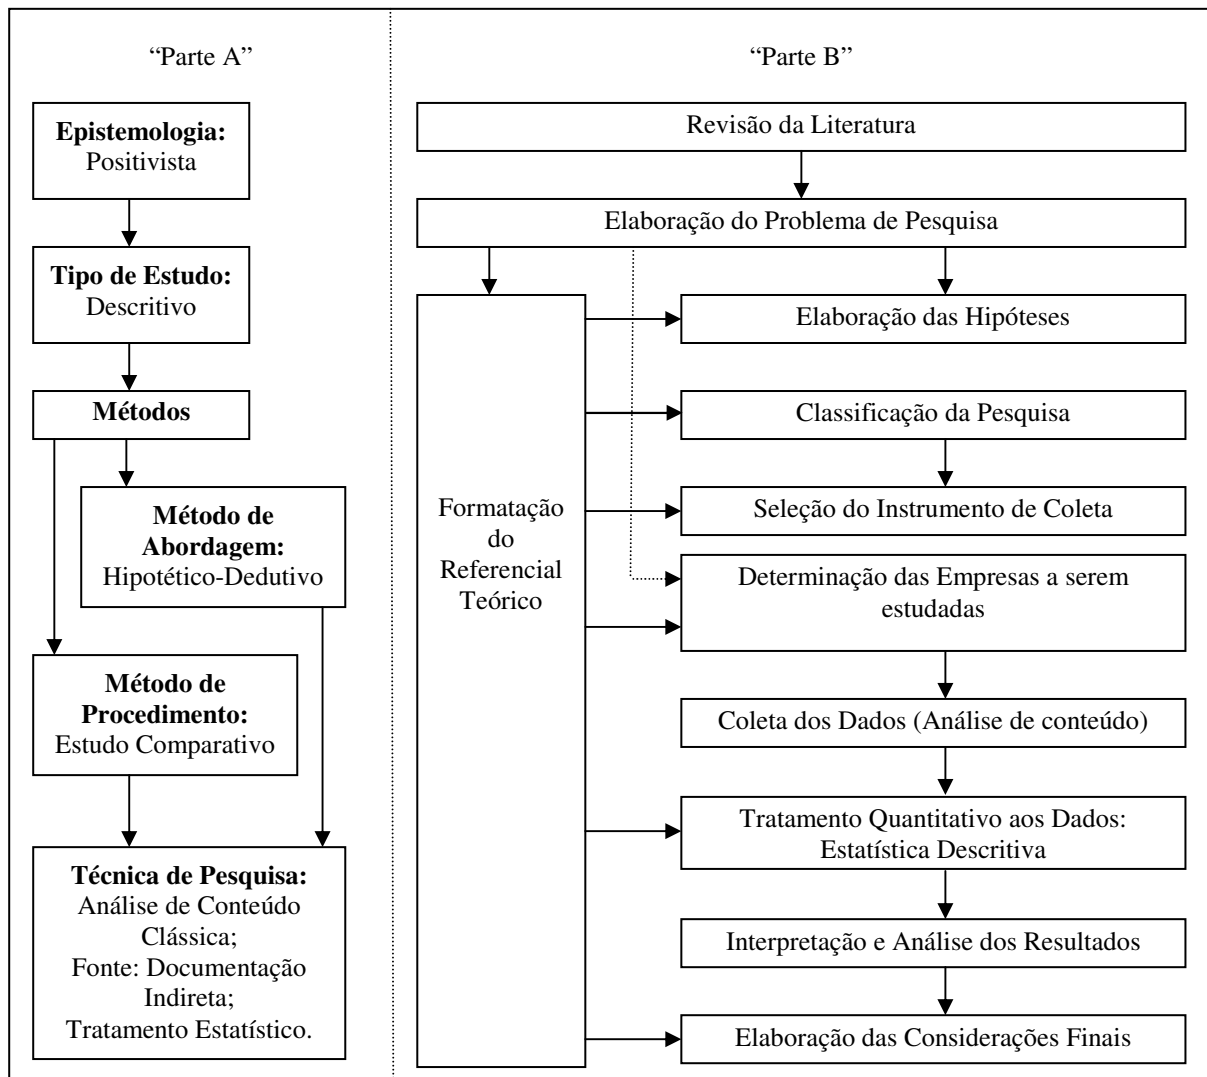 “Parte A”
Epistemologia:
Positivista
Tipo de Estudo:
Descritivo
Métodos
Método de
Abordagem:
Hipotético-Dedutivo
Método de
Procedimento:
Estudo Comparativo
Técnica de Pesquisa:
Análise de Conteúdo
Clássica;
Fonte: Documentação
Indireta;
Tratamento Estatístico.
“Parte B”
Revisão da Literatura
Elaboração do Problema de Pesquisa
Formatação
do
Referencial
Teórico
Elaboração das Hipóteses
Classificação da Pesquisa
Seleção do Instrumento de Coleta
Determinação das Empresas a serem
estudadas
Coleta dos Dados (Análise de conteúdo)
Tratamento Quantitativo aos Dados:
Estatística Descritiva
Interpretação e Análise dos Resultados
Elaboração das Considerações Finais